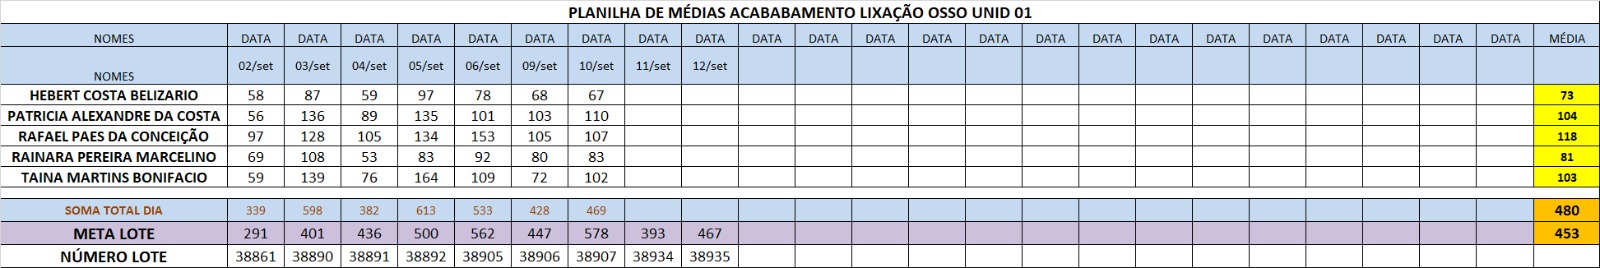 PLANILHA DE MÉDIAS ACABABAMENTO LIXAÇÃO OSSO UNID 01
NOMES DATA DATA DATA DATA DATA DATA DATA DATA DATA DATA DATA DATA DATA DATA DATA DATA DATA DATA DATA DATA DATA DATA DATA MÉDIA
NOMES 02/set 03/set 04/set 05/set 06/set 09/set 10/set 11/set 12/set
HEBERT COSTA BELIZARIO 58 87 59 97 78 68 67 73
PATRICIA ALEXANDRE DA COSTA 56 136 89 135 101 103 110 104
RAFAEL PAES DA CONCEIÇÃO 97 128 105 134 153 105 107 118
RAINARA PEREIRA MARCELINO 69 108 53 83 92 80 83 81
TAINA MARTINS BONIFACIO 59 139 76 164 109 72 102 103
SOMA TOTAL DIA 339 598 382 613 533 428 469 480
META LOTE 291 401 436 500 562 447 578 393 467 453
NÚMERO LOTE 38861 38890 38891 38892 38905 38906 38907 38934 38935